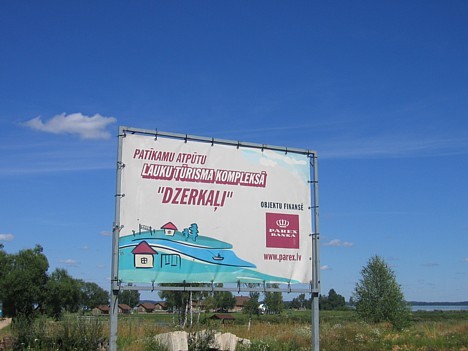 PATĪKAMU ATPŪTU
LAUKU TŪRISMA KOMPLEKSĀ
"DZERKAĻI"
OBJEKTU FINANSĒ
PAREX
BANKA
www.parex.lv